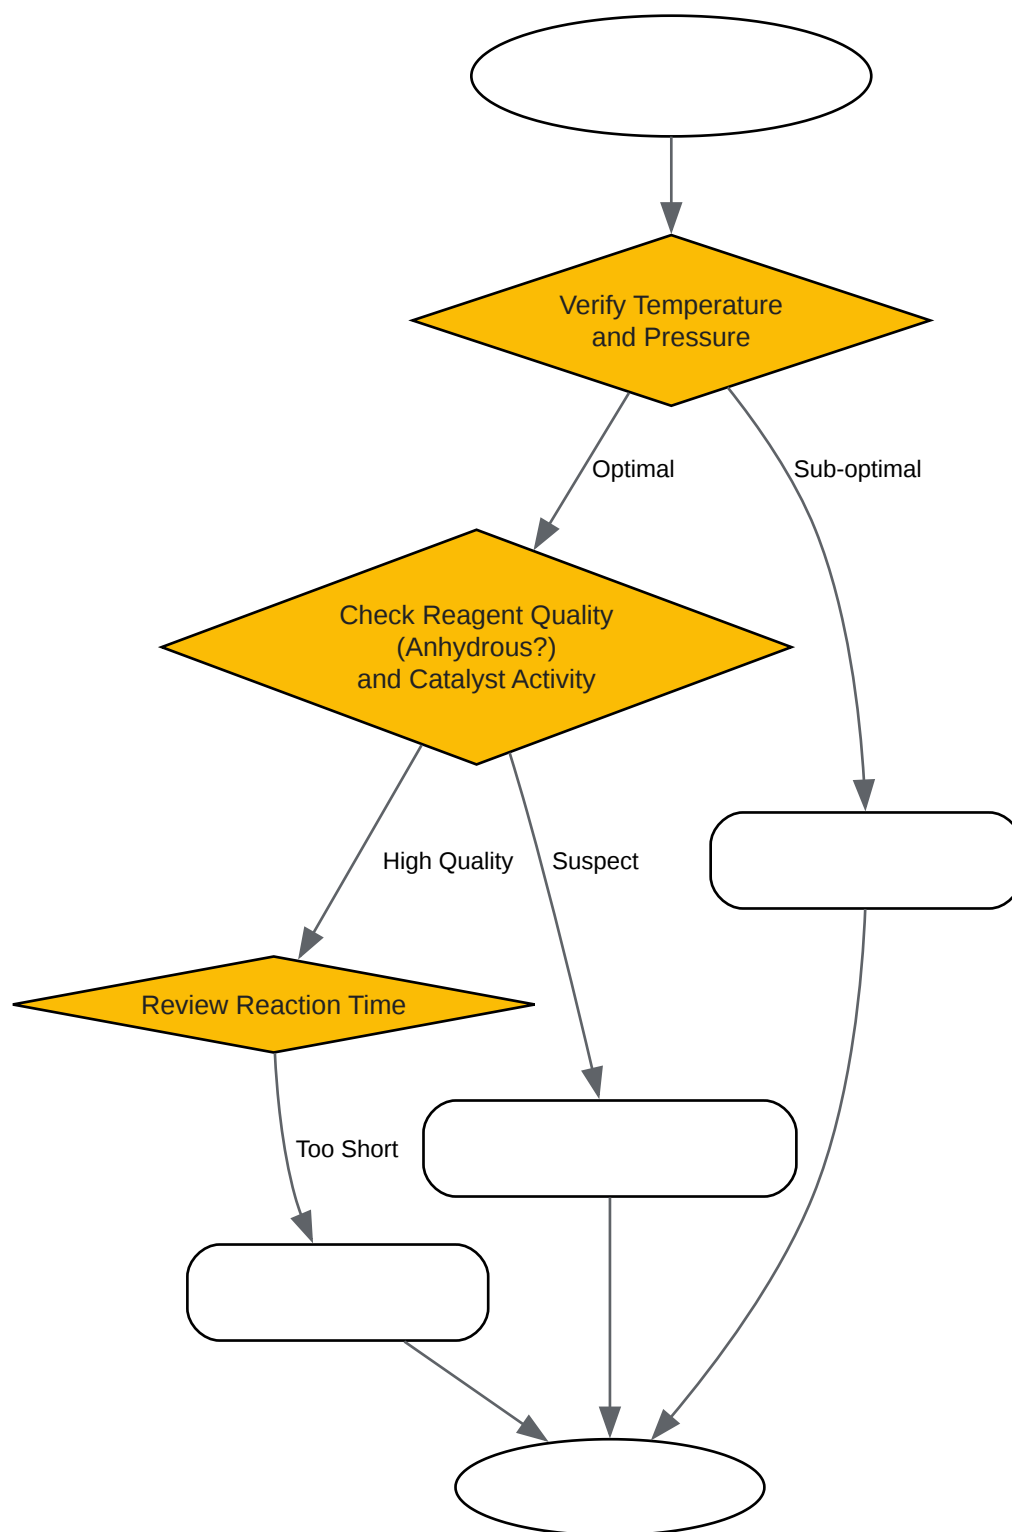 Verify Temperature
and Pressure
Optimal
Sub-optimal
Check Reagent Quality
(Anhydrous?)
and Catalyst Activity
High Quality
Suspect
Review Reaction Time
Too Short